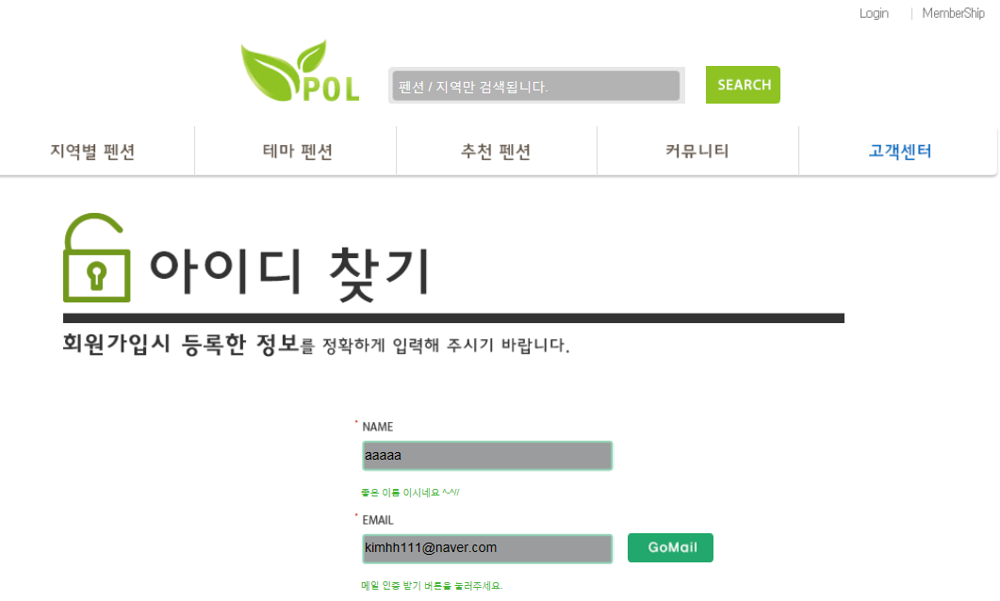 Login | MemberShip
POL
펜션 / 지역만 검색됩니다.
SEARCH
지역별 펜션 테마 펜션 추천 펜션 커뮤니티 고객센터
아이디 찾기
회원가입시 등록한 정보를 정확하게 입력해 주시기 바랍니다.
* NAME
aaaaa
좋은 이름 이시네요 ^-^//
* EMAIL
kimhh111@naver.com
GoMail
메일 인증 받기 버튼을 눌러주세요.